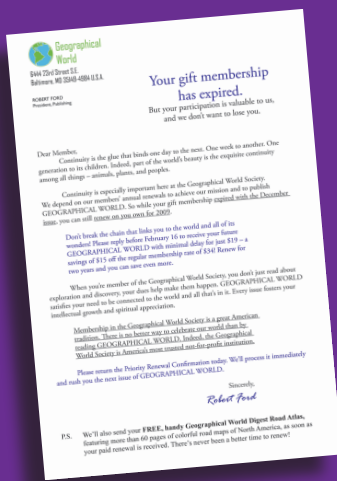 Geographical
World
6444 23rd Street S.E.
Baltimore, MD 35149-4994 U.S.A.
ROBERT FORD
President, Publishing
Your gift membership
has expired.
But your participation is valuable to us,
and we don't want to lose you.
Dear Member,
Continuity is the glue that binds one day to the next. One week to another. One
generation to its children. Indeed, part of the world's beauty is the exquisite continuity
among all things – animals, plants, and peoples.
Continuity is especially important here at the Geographical World Society.
We depend on our members' annual renewals to achieve our mission and to publish
GEOGRAPHICAL WORLD. So while your gift membership expired with the December
issue, you can still renew on you own for 2009.
Don't break the chain that links you to the world and all of its
wonders! Please reply before February 16 to receive your future
GEOGRAPHICAL WORLD with minimal delay for just $19 – a
savings of $15 off the regular membership rate of $34! Renew for
two years and you can save even more.
When you're member of the Geographical World Society, you don't just read about
exploration and discovery, your dues help make them happen. GEOGRAPHICAL WORLD
satisfies your need to be connected to the world and all that's in it. Every issue fosters your
intellectual growth and spiritual appreciation.
Membership in the Geographical World Society is a great American
tradition. There is no better way to celebrate our world than by
reading GEOGRAPHICAL WORLD. Indeed, the Geographical
World Society is America's most trusted not-for-profit institution.
Please return the Priority Renewal Confirmation today. We'll process it immediately
and rush you the next issue of GEOGRAPHICAL WORLD.
Sincerely,
Robert Ford
P.S. We'll also send your FREE, handy Geographical World Digest Road Atlas,
featuring more than 60 pages of colorful road maps of North America, as soon as
your paid renewal is received. There's never been a better time to renew!